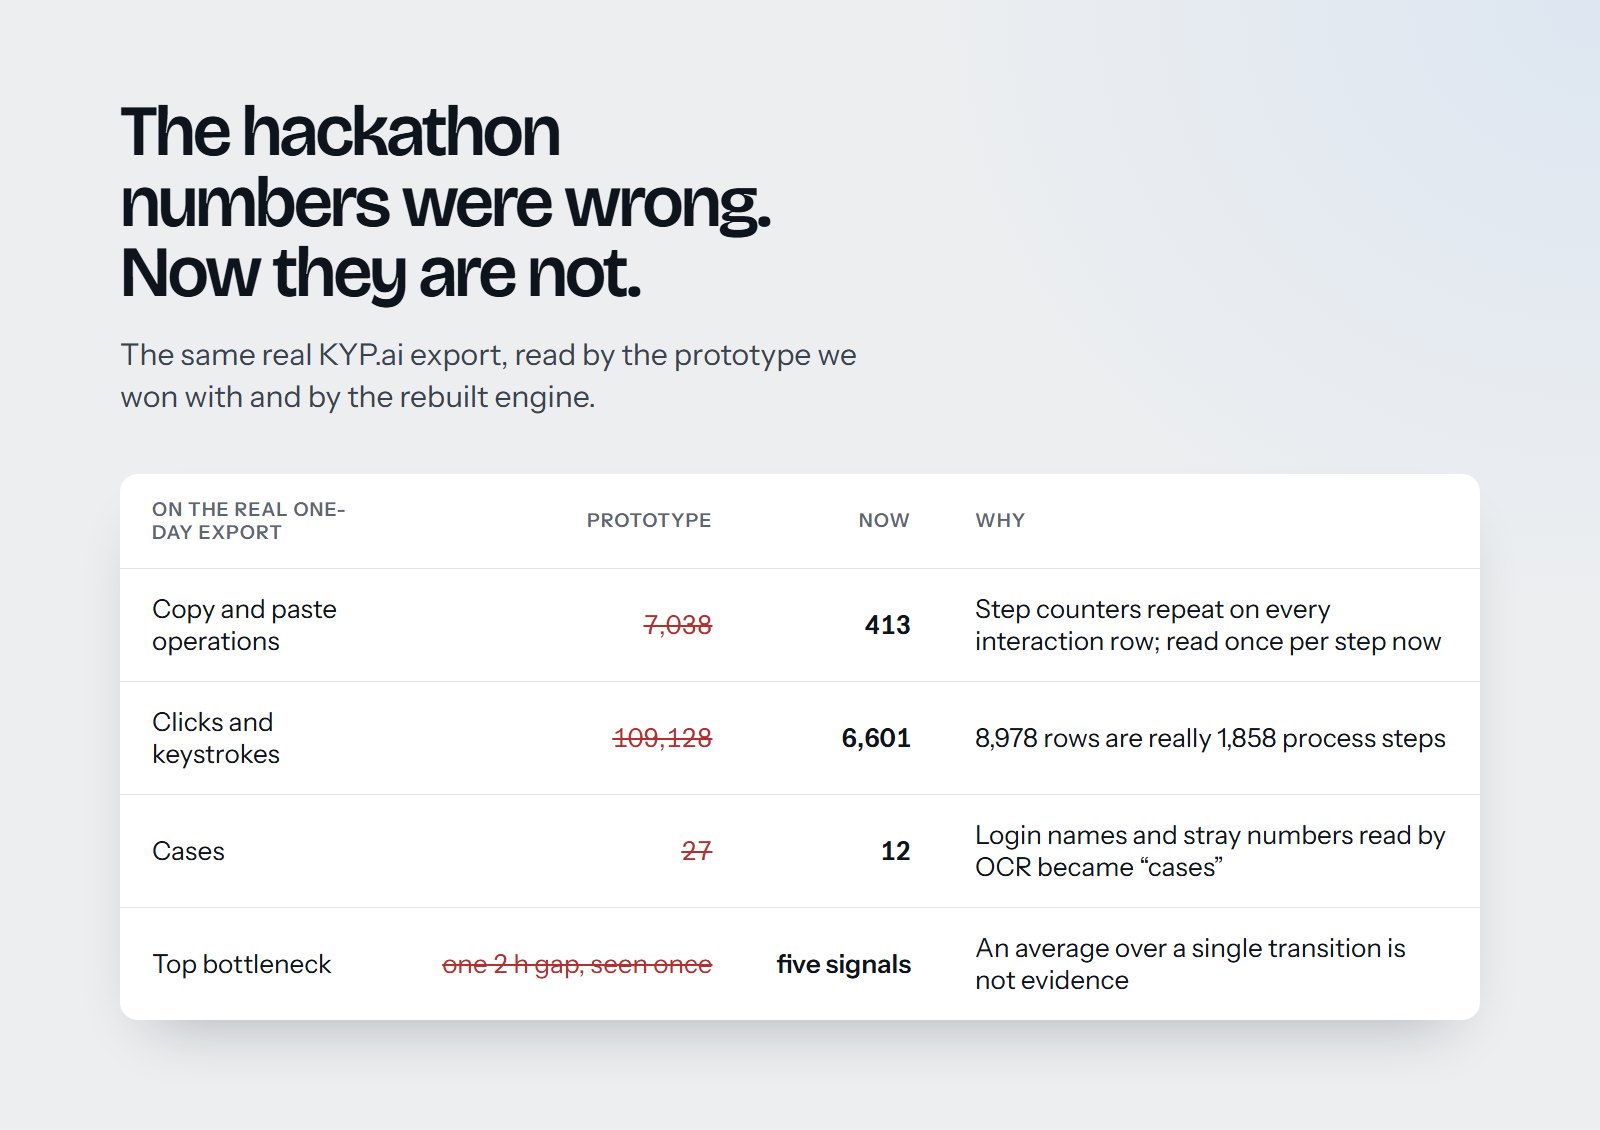 The hackathon
numbers were wrong.
Now they are not.
The same real KYP.ai export, read by the prototype we
won with and by the rebuilt engine.
ON THE REAL ONE-
DAY EXPORT
PROTOTYPE
NOW
WHY
Copy and paste
operations
7,038
413
Step counters repeat on every
interaction row; read once per step now
Clicks and
keystrokes
109,128
6,601
8,978 rows are really 1,858 process steps
Cases
27
12
Login names and stray numbers read by
OCR became “cases”
Top bottleneck
one 2 h gap, seen once
five signals
An average over a single transition is
not evidence